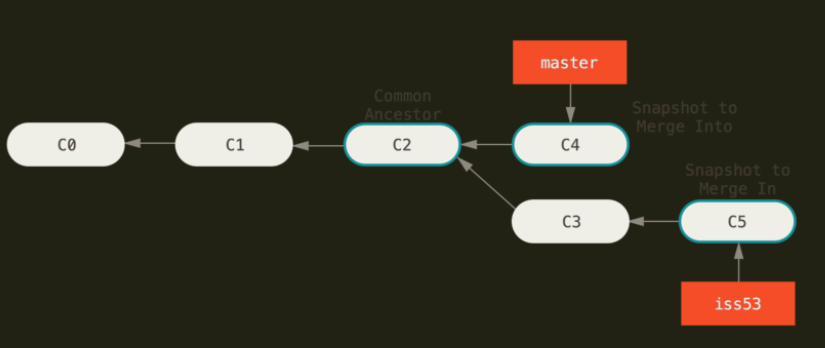 master
Common
Ancestor
Snapshot to
Merge Into
C0
C1
C2
C4
Snapshot to
Merge In
C3
C5
iss53